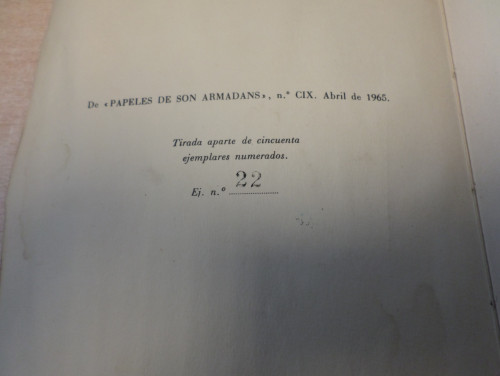 De «PAPELES DE SON ARMADANS», n.° CIX. Abril de 1965.
Tirada aparte de cincuenta
ejemplares numerados.
Ej. n.° 22